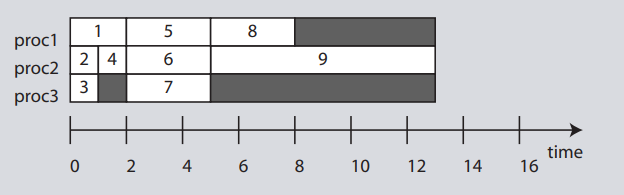 proc1 1 5 8
proc2 2 4 6 9
proc3 3 7
0 2 4 6 8 10 12 14 16 time